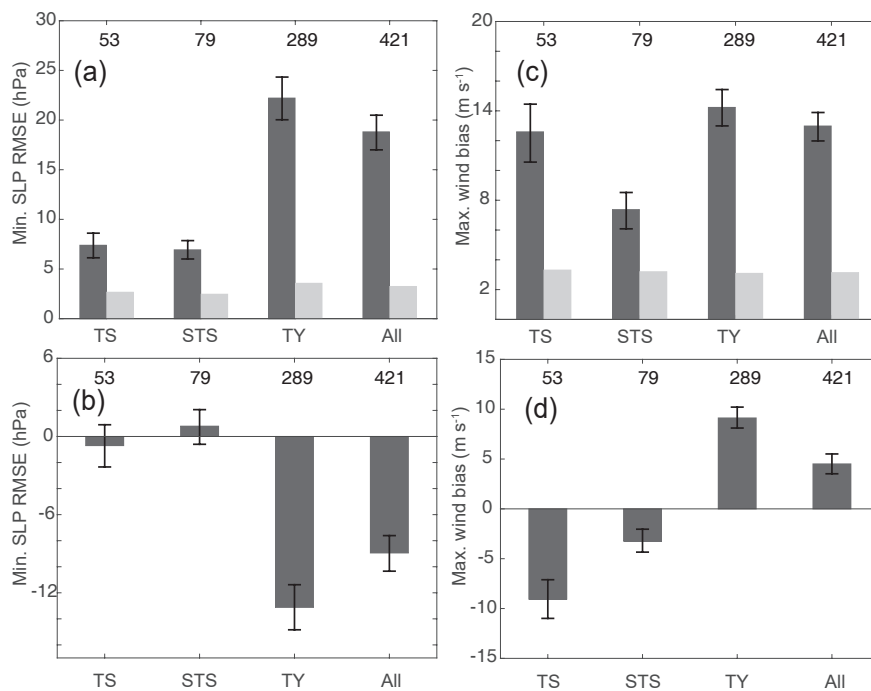 (a)
53 79 289 421
Min. SLP RMSE (hPa)
30
25
20
15
10
5
0
TS STS TY All
(c)
53 79 289 421
Max. wind bias (m s-1)
20
14
8
2
TS STS TY All
(b)
53 79 289 421
Min. SLP RMSE (hPa)
6
0
-6
-12
TS STS TY All
(d)
53 79 289 421
Max. wind bias (m s-1)
15
10
5
0
-5
-10
-15
TS STS TY All